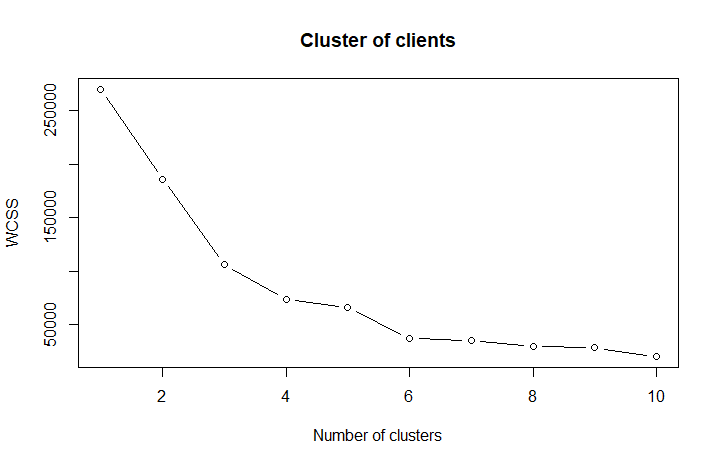 Cluster of clients
250000
150000
50000
WCSS
2 4 6 8 10
Number of clusters